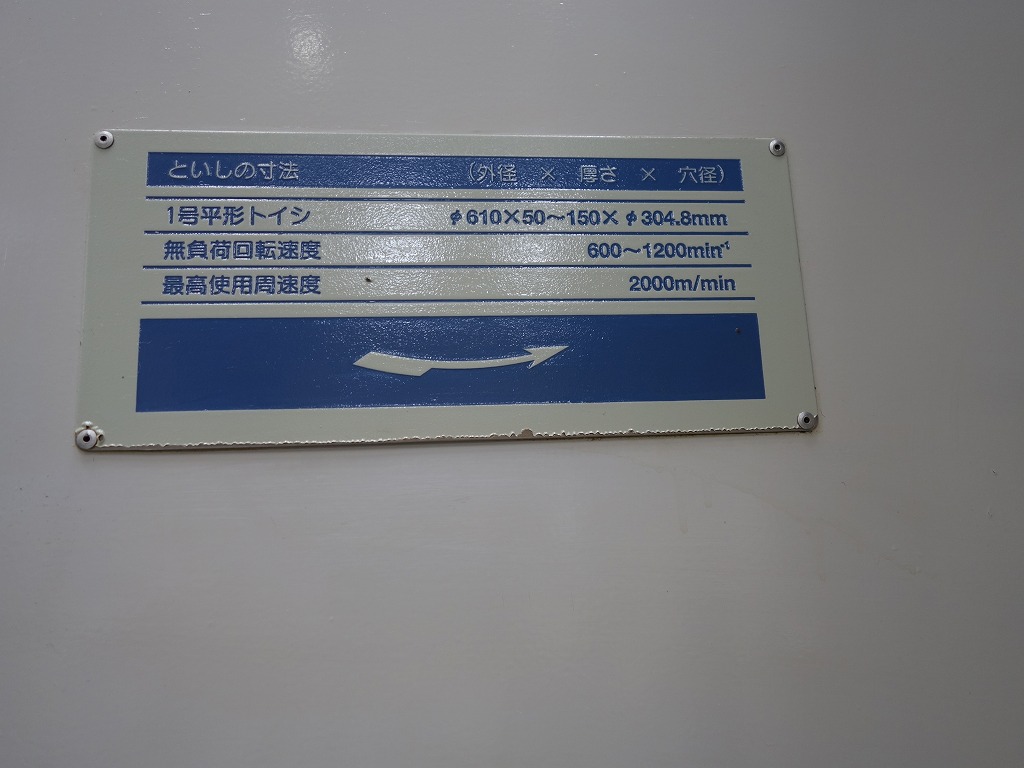 といしの寸法 (外径 × 厚さ × 穴径)
1号平形トイシ φ610×50～150×φ304.8mm
無負荷回転速度 600～1200min⁻¹
最高使用周速度 2000m/min